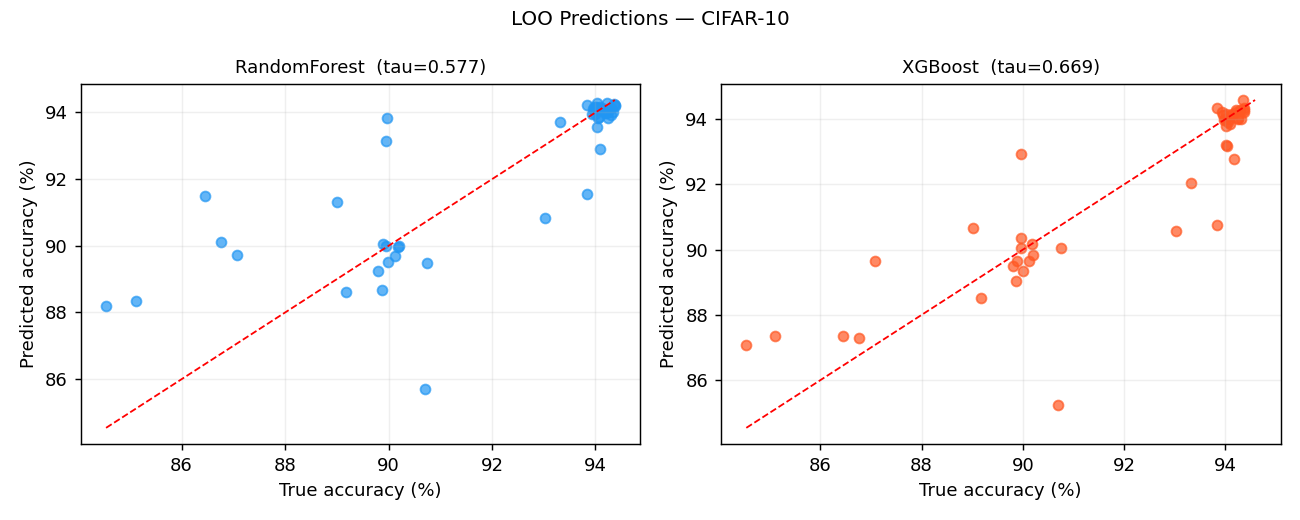 LOO Predictions — CIFAR-10
RandomForest (tau=0.577)
94
92
90
88
86
Predicted accuracy (%)
86
88
90
92
94
True accuracy (%)
XGBoost (tau=0.669)
94
92
90
88
86
Predicted accuracy (%)
86
88
90
92
94
True accuracy (%)